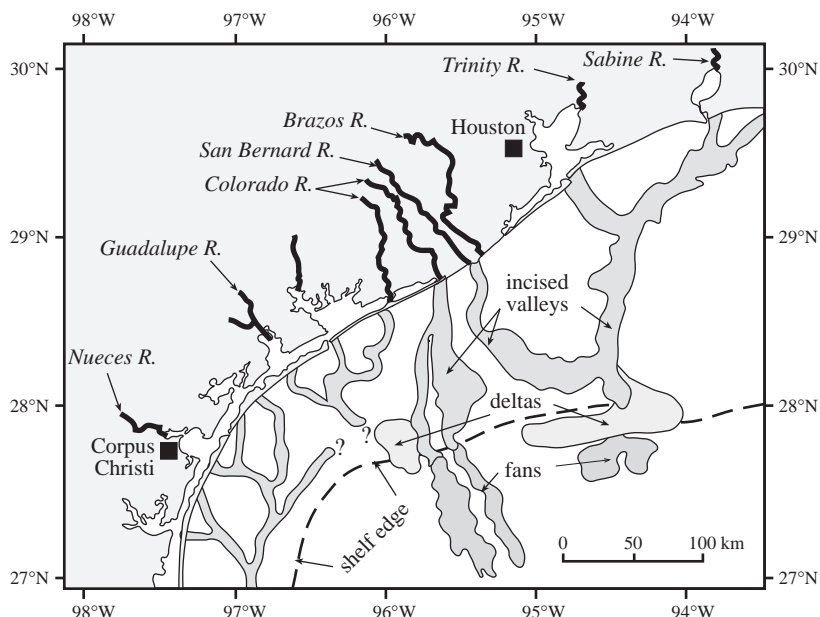 98°W 97°W 96°W 95°W 94°W
30°N 30°N
Trinity R. Sabine R.
Brazos R. Houston
San Bernard R.
Colorado R.
29°N 29°N
Guadalupe R.
incised
valleys
Nueces R.
28°N 28°N
deltas
? ?
Corpus
Christi
fans
shelf edge
0 50 100 km
27°N 27°N
98°W 97°W 96°W 95°W 94°W